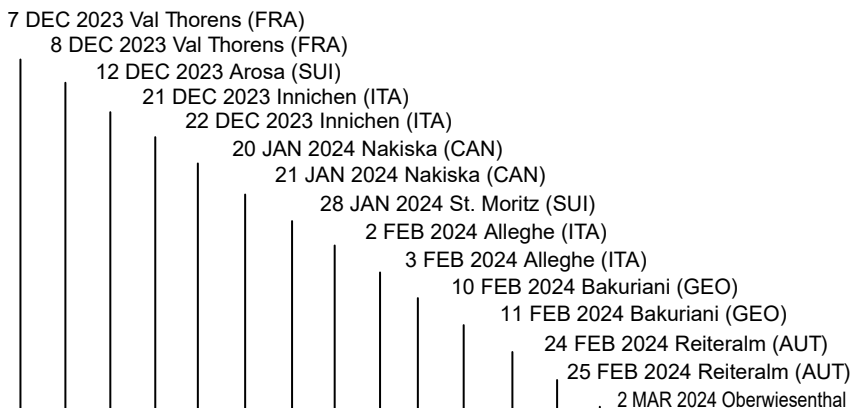 7 DEC 2023 Val Thorens (FRA)
8 DEC 2023 Val Thorens (FRA)
12 DEC 2023 Arosa (SUI)
21 DEC 2023 Innichen (ITA)
22 DEC 2023 Innichen (ITA)
20 JAN 2024 Nakiska (CAN)
21 JAN 2024 Nakiska (CAN)
28 JAN 2024 St. Moritz (SUI)
2 FEB 2024 Alleghe (ITA)
3 FEB 2024 Alleghe (ITA)
10 FEB 2024 Bakuriani (GEO)
11 FEB 2024 Bakuriani (GEO)
24 FEB 2024 Reiteralm (AUT)
25 FEB 2024 Reiteralm (AUT)
2 MAR 2024 Oberwiesenthal